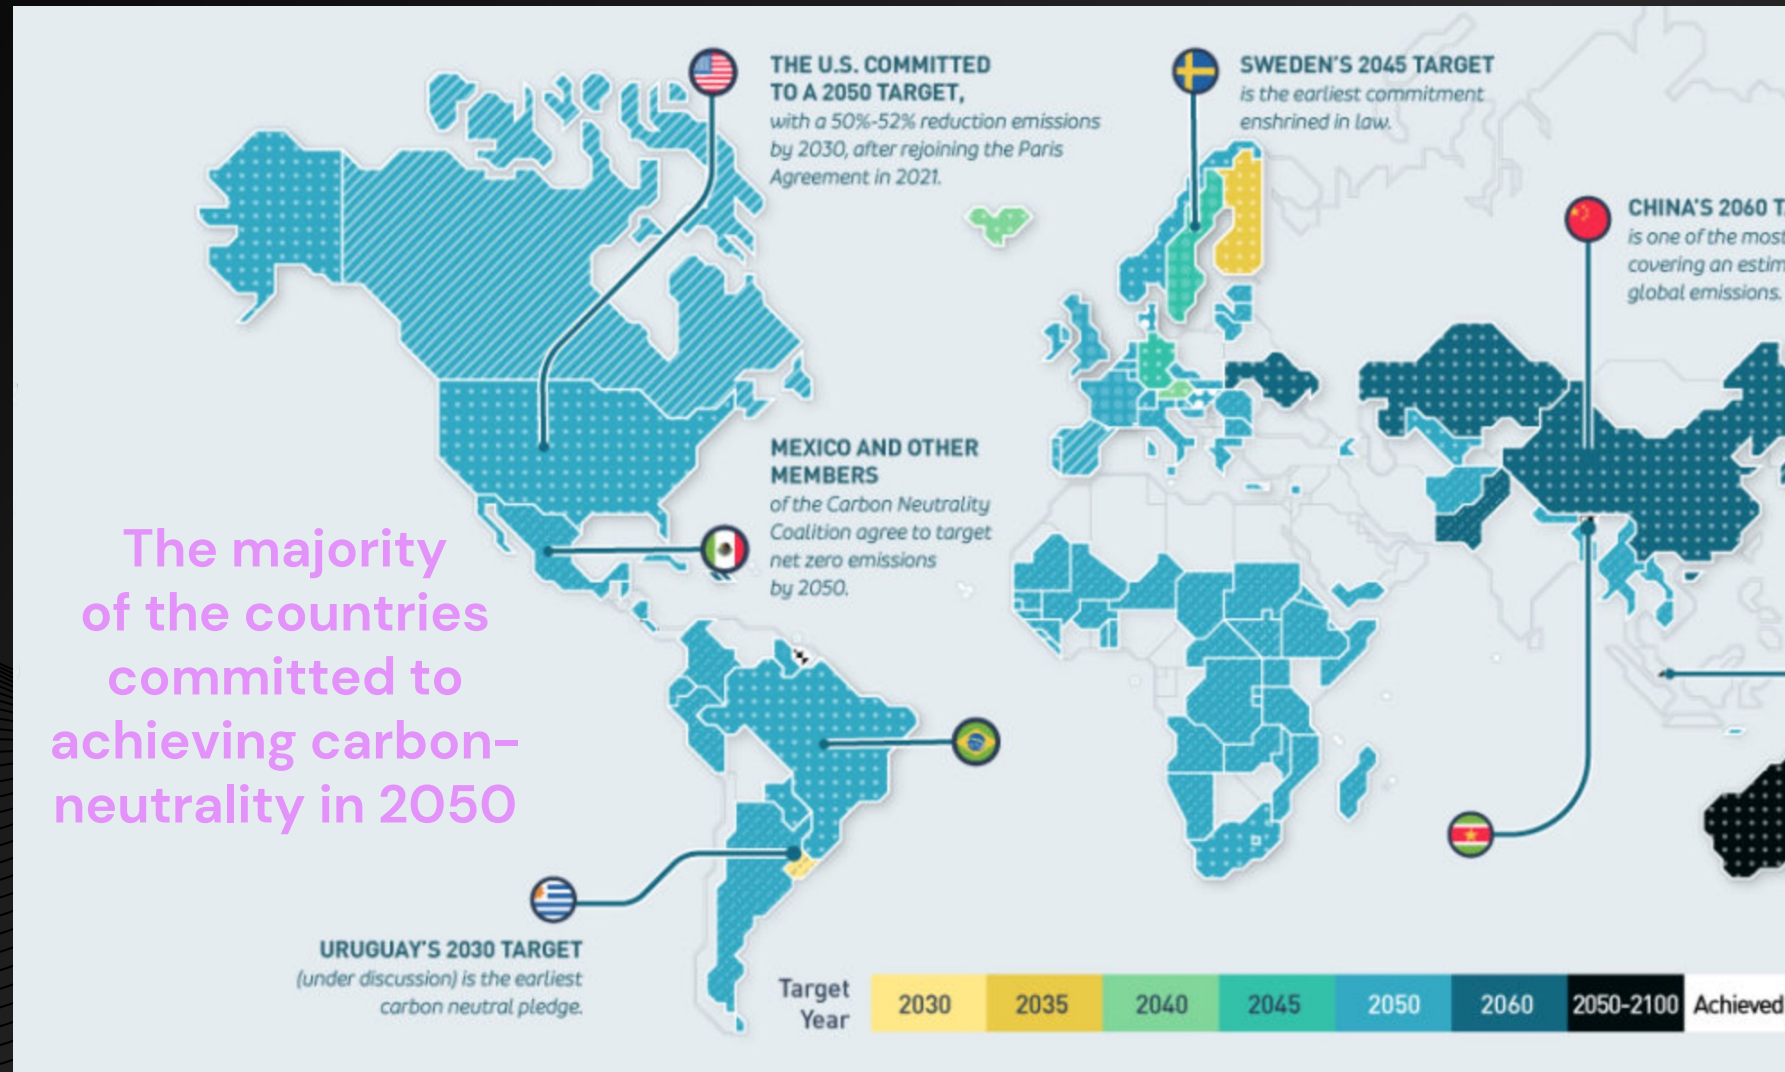 THE U.S. COMMITTED
TO A 2050 TARGET,
with a 50%-52% reduction emissions
by 2030, after rejoining the Paris
Agreement in 2021.
SWEDEN'S 2045 TARGET
is the earliest commitment
enshrined in law.
CHINA'S 2060 T
is one of the most
covering an estim
global emissions.
MEXICO AND OTHER
MEMBERS
of the Carbon Neutrality
Coalition agree to target
net zero emissions
by 2050.
The majority
of the countries
committed to
achieving carbon-
neutrality in 2050
URUGUAY'S 2030 TARGET
(under discussion) is the earliest
carbon neutral pledge.
Target
Year
2030
2035
2040
2045
2050
2060
2050-2100
Achieved